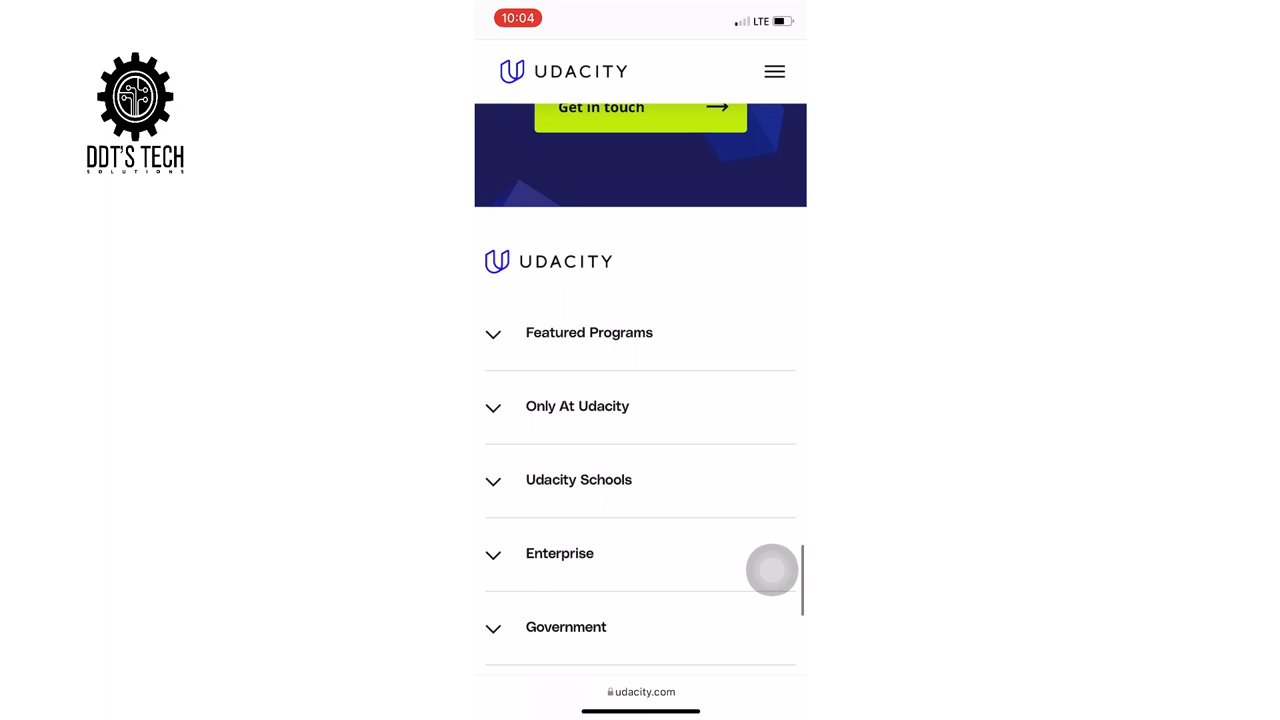 10:04
LTE
UDACITY
Get in touch
DDT'S TECH
SOLUTIONS
UDACITY
Featured Programs
Only At Udacity
Udacity Schools
Enterprise
Government
udacity.com